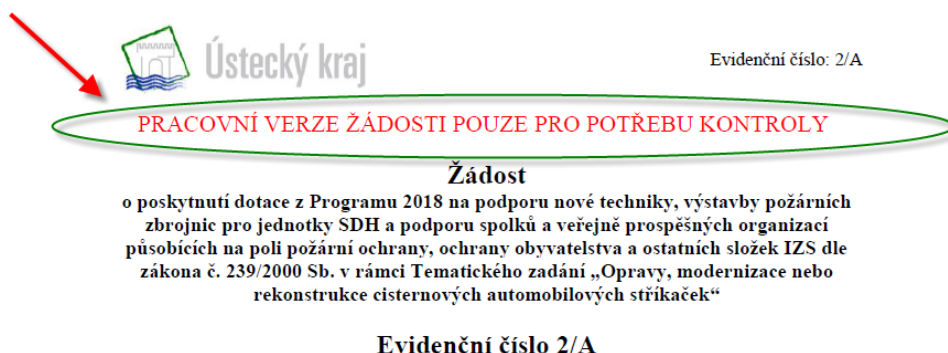 Ústecký kraj
Evidenční číslo: 2/A
PRACOVNÍ VERZE ŽÁDOSTI POUZE PRO POTŘEBU KONTROLY
Žádost
o poskytnutí dotace z Programu 2018 na podporu nové techniky, výstavby požárních
zbrojnic pro jednotky SDH a podporu spolků a veřejně prospěšných organizací
působících na poli požární ochrany, ochrany obyvatelstva a ostatních složek IZS dle
zákona č. 239/2000 Sb. v rámci Tematického zadání „Opravy, modernizace nebo
rekonstrukce cisternových automobilových stříkaček“
Evidenční číslo 2/A